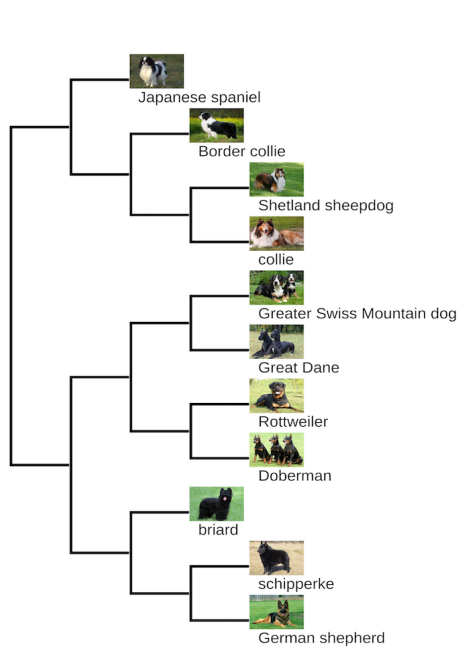 Japanese spaniel
Border collie
Shetland sheepdog
collie
Greater Swiss Mountain dog
Great Dane
Rottweiler
Doberman
briard
schipperke
German shepherd